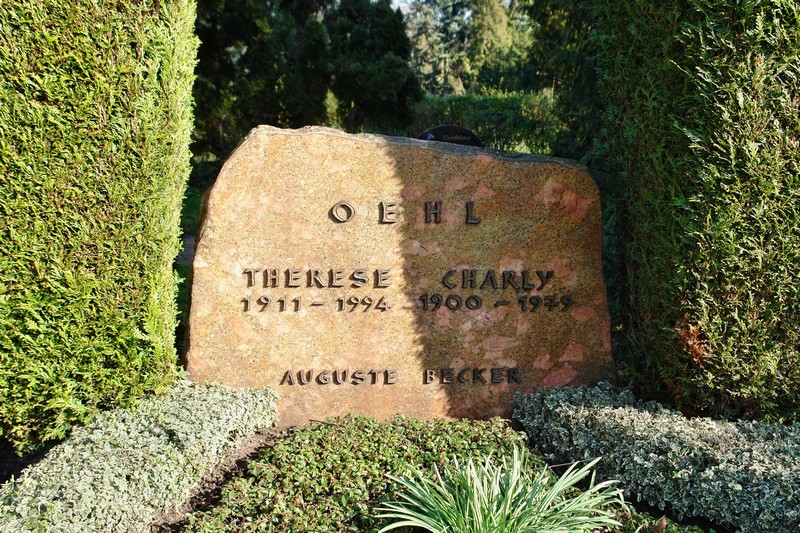 OEHL
THERESE CHARLY
1911-1994 1900-1979
AUGUSTE BECKER